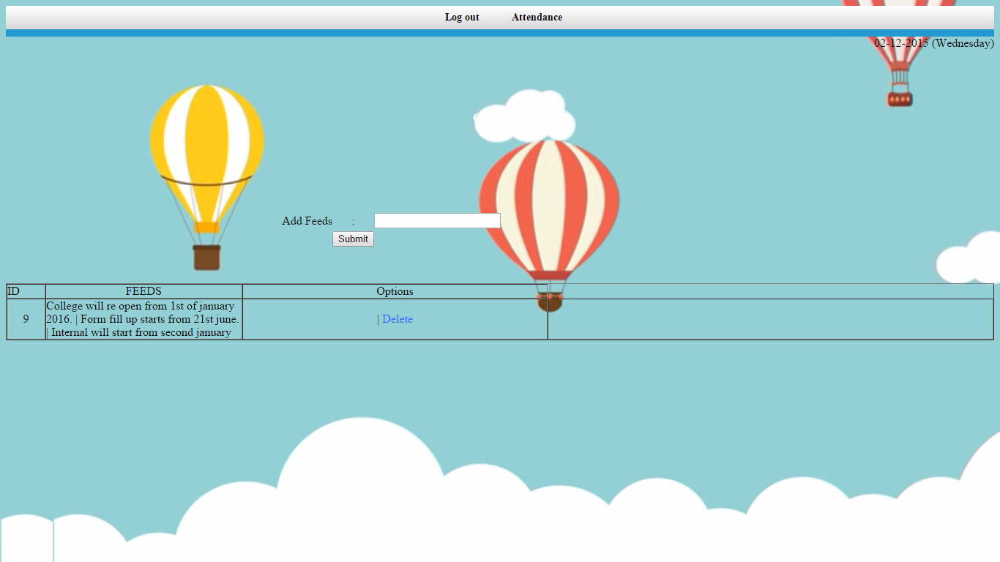 Log out Attendance
02-12-2015 (Wednesday)
Add Feeds :
Submit
ID FEEDS Options
College will re open from 1st of january
9 2016. | Form fill up starts from 21st june. | Delete
| Internal will start from second january